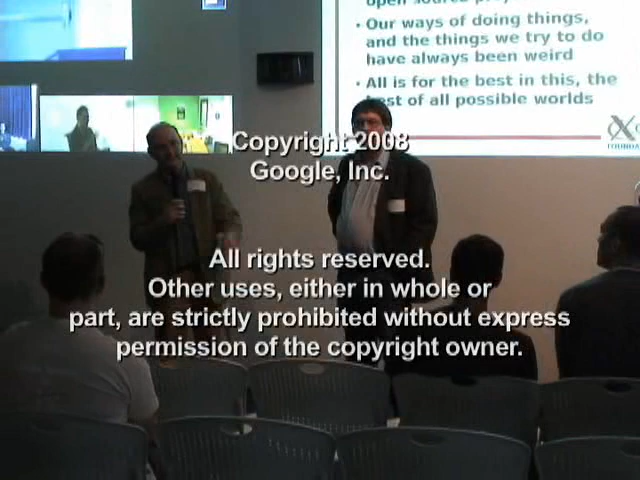 open sourced
• Our ways of doing things,
and the things we try to do
have always been weird
• All is for the best in this, the
best of all possible worlds
Copyright 2008
Google, Inc.
All rights reserved.
Other uses, either in whole or
part, are strictly prohibited without express
permission of the copyright owner.